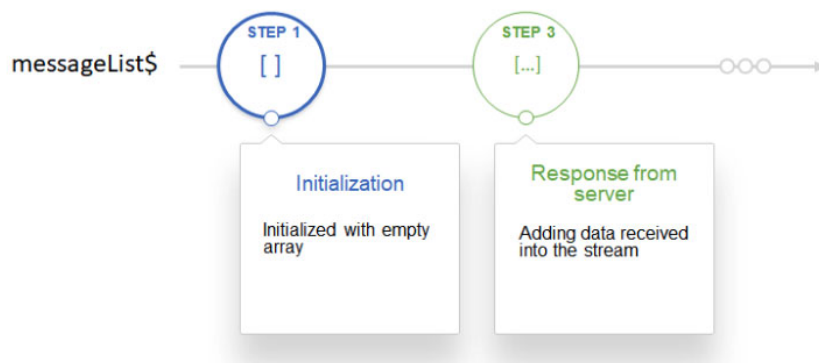 messageList$
STEP 1
[ ]
STEP 3
[...]
Initialization
Initialized with empty
array
Response from
server
Adding data received
into the stream